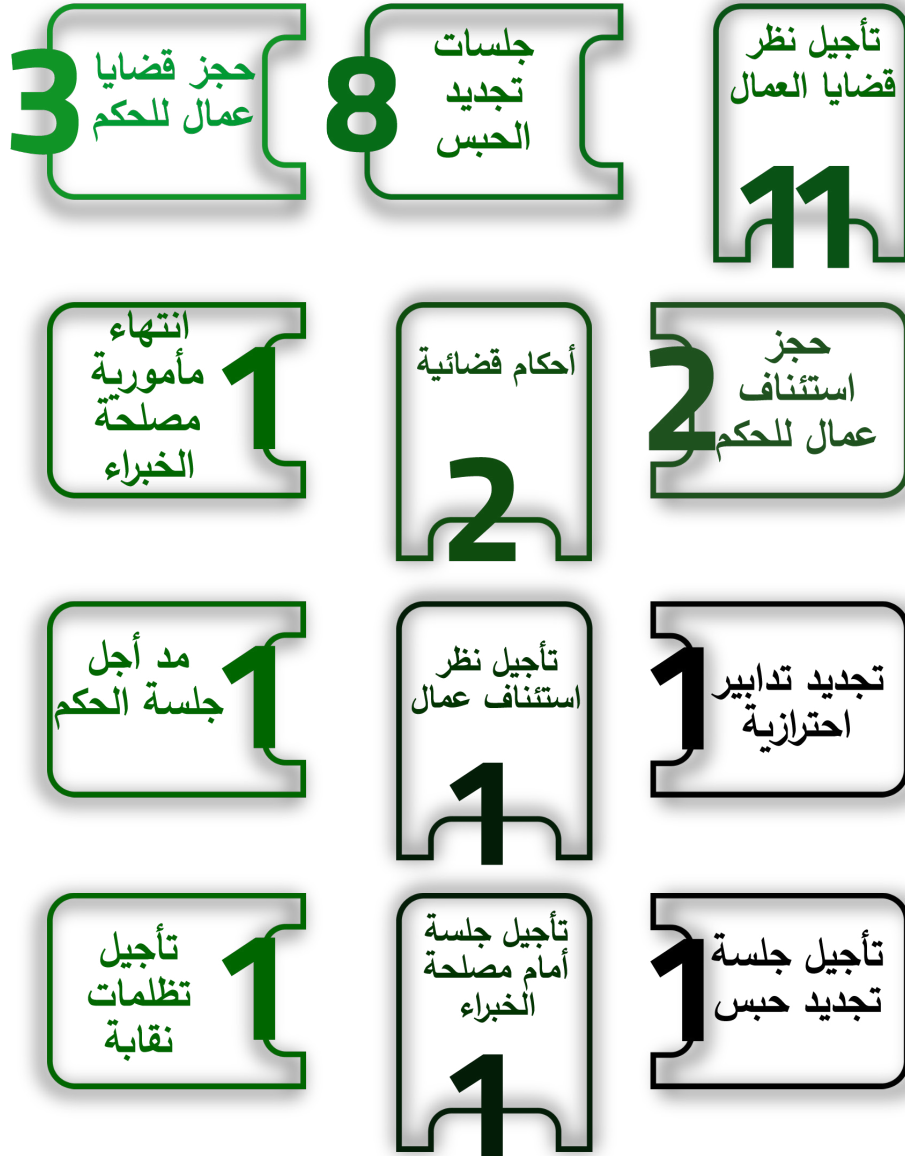 تأجيل نظر
قضايا العمال
11
جلسات
تجديد
الحبس
8
حجز قضايا
عمال للحكم
3
حجز
استئناف
عمال للحكم
2
أحكام قضائية
2
انتهاء
مأمورية
مصلحة
الخبراء
1
تجديد تدابير
احترازية
1
تأجيل نظر
استئناف عمال
1
مد أجل
جلسة الحكم
1
تأجيل جلسة
تجديد حبس
1
تأجيل جلسة
أمام مصلحة
الخبراء
1
تأجيل
تظلمات
نقابة
1